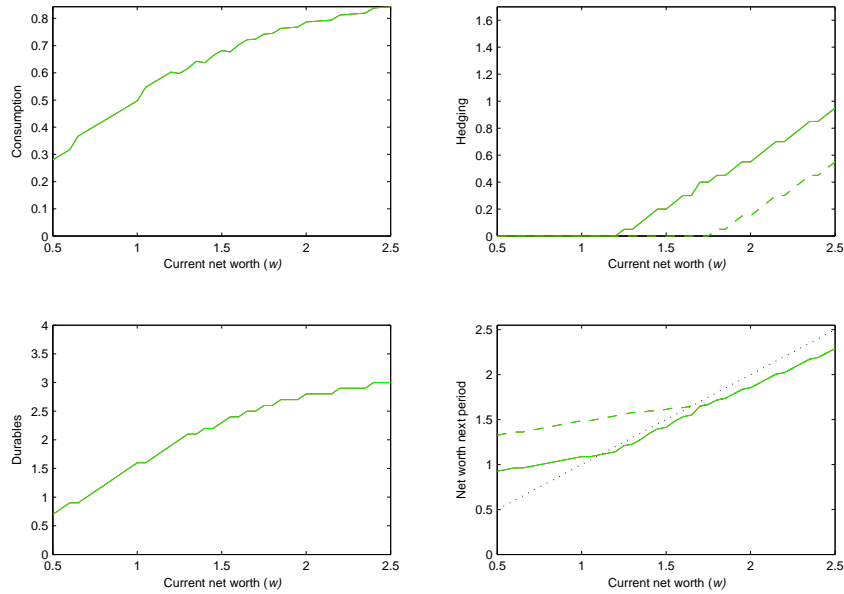 Consumption
0.8
0.7
0.6
0.5
0.4
0.3
0.2
0.1
0
0.5 1 1.5 2 2.5
Current net worth (w)
Hedging
1.6
1.4
1.2
1
0.8
0.6
0.4
0.2
0
0.5 1 1.5 2 2.5
Current net worth (w)
Durables
4
3.5
3
2.5
2
1.5
1
0.5
0
0.5 1 1.5 2 2.5
Current net worth (w)
Net worth next period
2.5
2
1.5
1
0.5
0
0.5 1 1.5 2 2.5
Current net worth (w)